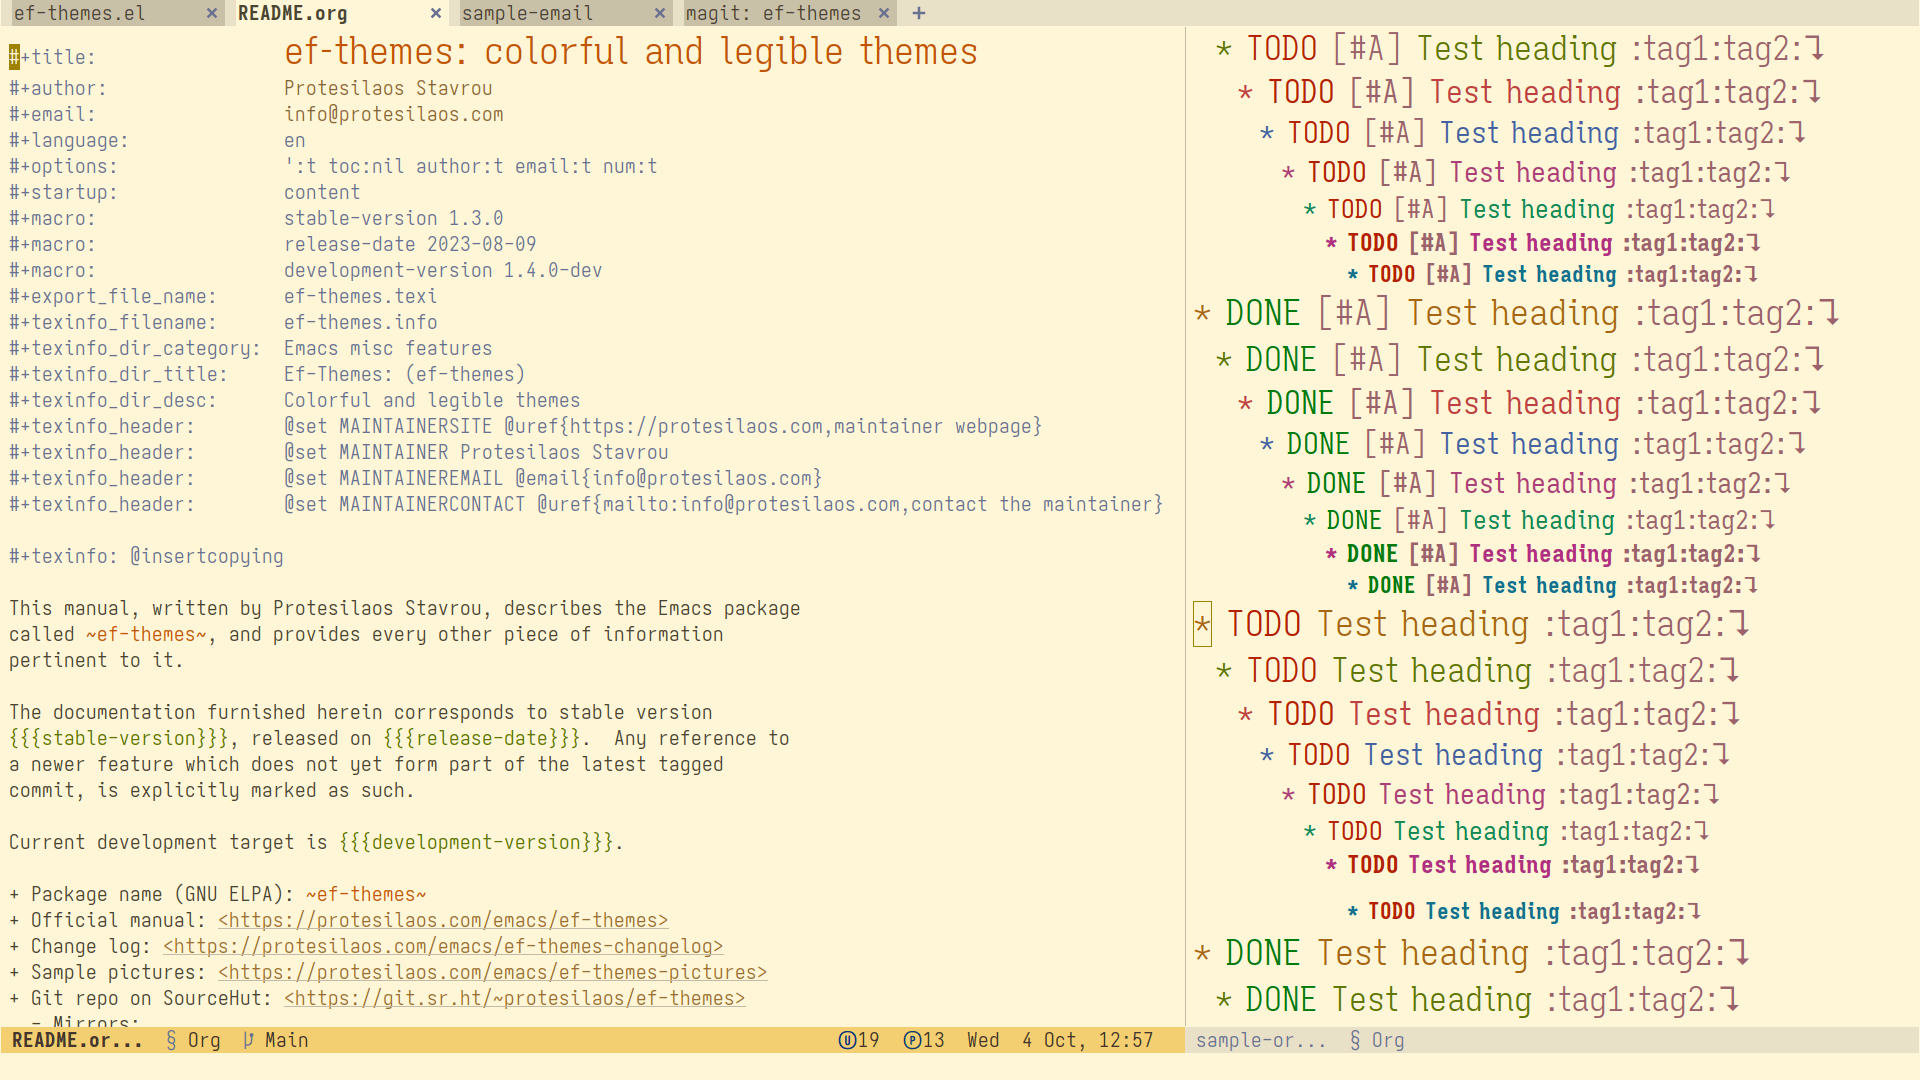 ef-themes.el × README.org × sample-email × magit: ef-themes × +
#+title: ef-themes: colorful and legible themes
#+author: Protesilaos Stavrou
#+email: info@protesilaos.com
#+language: en
#+options: ':t toc:nil author:t email:t num:t
#+startup: content
#+macro: stable-version 1.3.0
#+macro: release-date 2023-08-09
#+macro: development-version 1.4.0-dev
#+export_file_name: ef-themes.texi
#+texinfo_filename: ef-themes.info
#+texinfo_dir_category: Emacs misc features
#+texinfo_dir_title: Ef-Themes: (ef-themes)
#+texinfo_dir_desc: Colorful and legible themes
#+texinfo_header: @set MAINTAINERSITE @uref{https://protesilaos.com,maintainer webpage}
#+texinfo_header: @set MAINTAINER Protesilaos Stavrou
#+texinfo_header: @set MAINTAINEREMAIL @email{info@protesilaos.com}
#+texinfo_header: @set MAINTAINERCONTACT @uref{mailto:info@protesilaos.com,contact the maintainer}
#+texinfo: @insertcopying
This manual, written by Protesilaos Stavrou, describes the Emacs package
called ~ef-themes~, and provides every other piece of information
pertinent to it.
The documentation furnished herein corresponds to stable version
{{{stable-version}}}, released on {{{release-date}}}.  Any reference to
a newer feature which does not yet form part of the latest tagged
commit, is explicitly marked as such.
Current development target is {{{development-version}}}.
+ Package name (GNU ELPA): ~ef-themes~
+ Official manual: <https://protesilaos.com/emacs/ef-themes>
+ Change log: <https://protesilaos.com/emacs/ef-themes-changelog>
+ Sample pictures: <https://protesilaos.com/emacs/ef-themes-pictures>
+ Git repo on SourceHut: <https://git.sr.ht/~protesilaos/ef-themes>
- Mirrors:
README.or... § Org Main Ⓤ19 Ⓟ13 Wed 4 Oct, 12:57
* TODO [#A] Test heading :tag1:tag2:↴
* TODO [#A] Test heading :tag1:tag2:↴
* TODO [#A] Test heading :tag1:tag2:↴
* TODO [#A] Test heading :tag1:tag2:↴
* TODO [#A] Test heading :tag1:tag2:↴
* TODO [#A] Test heading :tag1:tag2:↴
* TODO [#A] Test heading :tag1:tag2:↴
* DONE [#A] Test heading :tag1:tag2:↴
* DONE [#A] Test heading :tag1:tag2:↴
* DONE [#A] Test heading :tag1:tag2:↴
* DONE [#A] Test heading :tag1:tag2:↴
* DONE [#A] Test heading :tag1:tag2:↴
* DONE [#A] Test heading :tag1:tag2:↴
* DONE [#A] Test heading :tag1:tag2:↴
* DONE [#A] Test heading :tag1:tag2:↴
* TODO Test heading :tag1:tag2:↴
* TODO Test heading :tag1:tag2:↴
* TODO Test heading :tag1:tag2:↴
* TODO Test heading :tag1:tag2:↴
* TODO Test heading :tag1:tag2:↴
* TODO Test heading :tag1:tag2:↴
* TODO Test heading :tag1:tag2:↴
* TODO Test heading :tag1:tag2:↴
* DONE Test heading :tag1:tag2:↴
* DONE Test heading :tag1:tag2:↴
sample-or... § Org